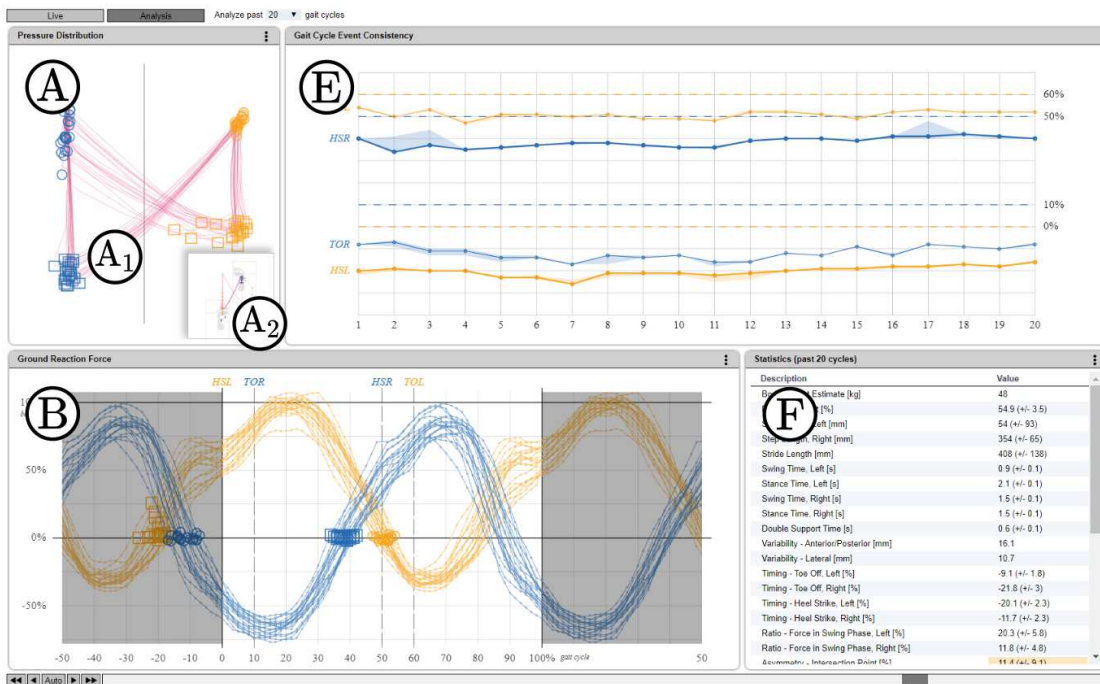 Live Analysis Analyze past 20 gait cycles
Pressure Distribution
A
A1
A2
Gait Cycle Event Consistency
E
60%
50%
HSR
10%
0%
TOR
HSL
1 2 3 4 5 6 7 8 9 10 11 12 13 14 15 16 17 18 19 20
Ground Reaction Force
B
HSL TOR HSR TOL
50%
0%
-50%
-50 -40 -30 -20 -10 0 10 20 30 40 50 60 70 80 90 100% gait cycle 50
Statistics (past 20 cycles)
F
Description Value
Estimate [kg] 48
[%] 54.9 (+/- 3.5)
Left [mm] 54 (+/- 93)
Step Length, Right [mm] 354 (+/- 65)
Stride Length [mm] 408 (+/- 138)
Swing Time, Left [s] 0.9 (+/- 0.1)
Stance Time, Left [s] 2.1 (+/- 0.1)
Swing Time, Right [s] 1.5 (+/- 0.1)
Stance Time, Right [s] 1.5 (+/- 0.1)
Double Support Time [s] 0.6 (+/- 0.1)
Variability - Anterior/Posterior [mm] 16.1
Variability - Lateral [mm] 10.7
Timing - Toe Off, Left [%] -9.1 (+/- 1.8)
Timing - Toe Off, Right [%] -21.8 (+/- 3)
Timing - Heel Strike, Left [%] -20.1 (+/- 2.3)
Timing - Heel Strike, Right [%] -11.7 (+/- 2.3)
Ratio - Force in Swing Phase, Left [%] 20.3 (+/- 5.8)
Ratio - Force in Swing Phase, Right [%] 11.8 (+/- 4.8)
Asymmetry - Intersection Point [%] 11.4 (+/- 9.1)
Auto